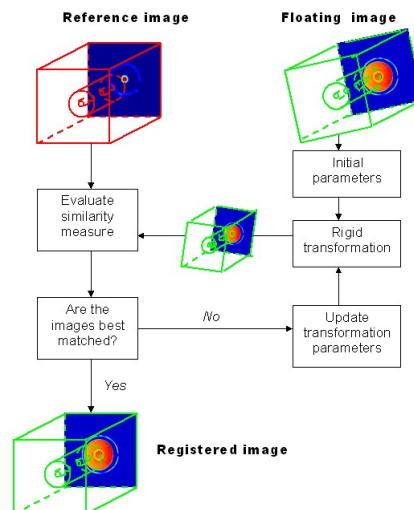 Reference image
Floating image
Initial
parameters
Evaluate
similarity
measure
Rigid
transformation
Are the
images best
matched?
No
Update
transformation
parameters
Yes
Registered image